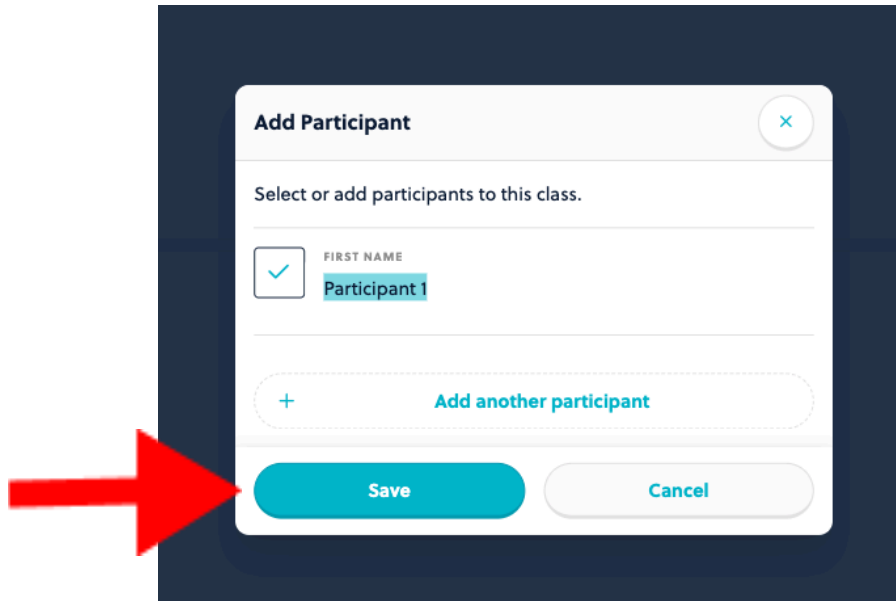 Add Participant
Select or add participants to this class.
FIRST NAME
Participant 1
Add another participant
Save
Cancel